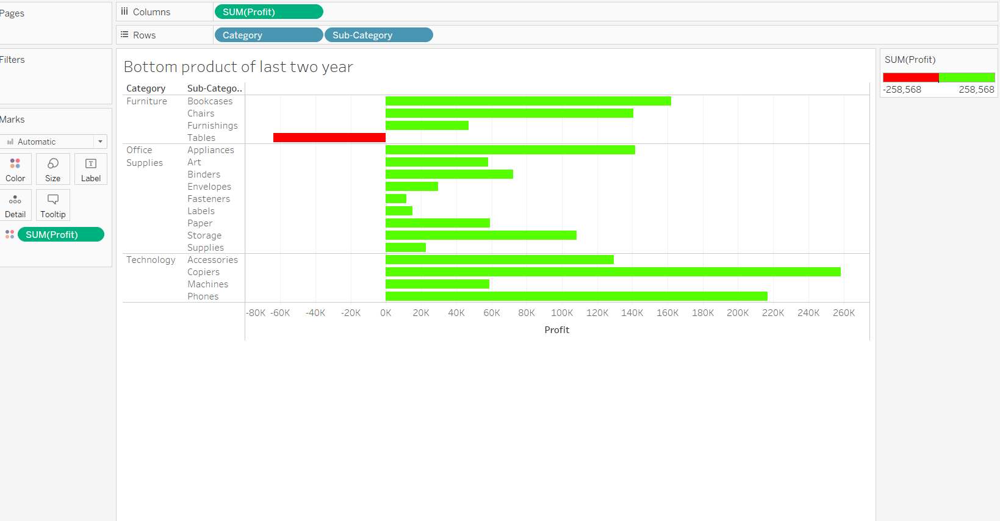 Pages
Columns
SUM(Profit)
Rows
Category Sub-Category
Filters
Marks
Automatic
Color Size Label
Detail Tooltip
SUM(Profit)
Bottom product of last two year
Category Sub-Catego..
Furniture Bookcases
Chairs
Furnishings
Tables
Office Appliances
Supplies Art
Binders
Envelopes
Fasteners
Labels
Paper
Storage
Supplies
Technology Accessories
Copiers
Machines
Phones
-80K -60K -40K -20K 0K 20K 40K 60K 80K 100K 120K 140K 160K 180K 200K 220K 240K 260K
Profit
SUM(Profit)
-258,568 258,568